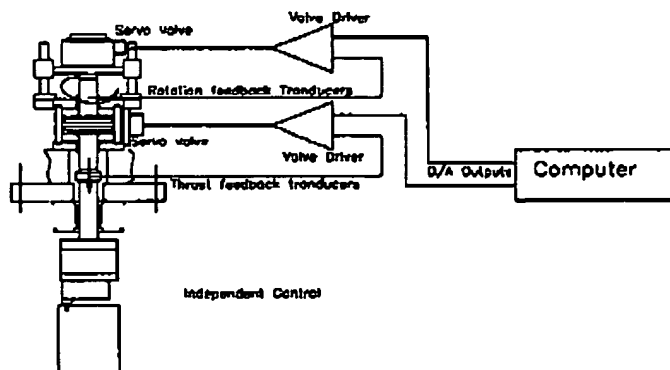 Valve Driver
Servo valve
Rotation feedback Tranducers
Servo valve
Valve Driver
Thrust feedback tranducers
D/A Outputs
Computer
Independent Control